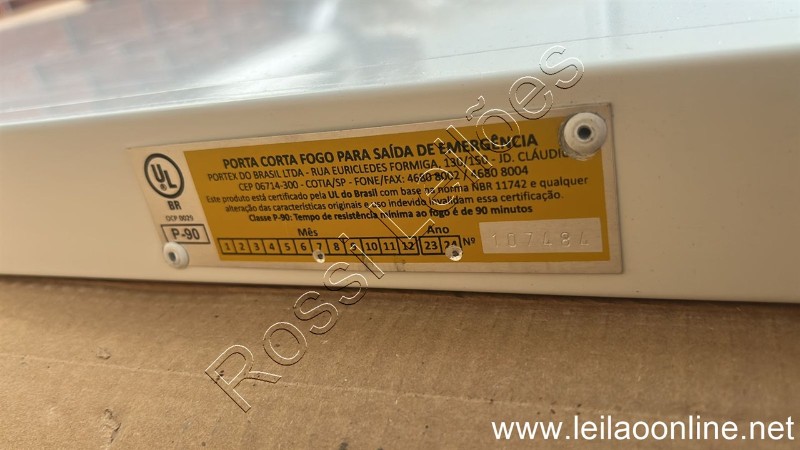 PORTA CORTA FOGO PARA SAÍDA DE EMERGÊNCIA
PORTEX DO BRASIL LTDA - RUA EURICLEDES FORMIGA, 130/150 - JD. CLÁUDIO
CEP 06714-300 - COTIA/SP - FONE/FAX: 4680 8002 / 4680 8004
Este produto está certificado pela UL do Brasil com base na norma NBR 11742 e qualquer
alteração das características originais e uso indevido invalidam essa certificação.
Classe P-90: Tempo de resistência mínima ao fogo é de 90 minutos
UL
BR
OCP 0029
P-90
Mês Ano
1 2 3 4 5 6 7 8 9 10 11 12 23 24 Nº 107484
Rossi Leilões
www.leilaoonline.net